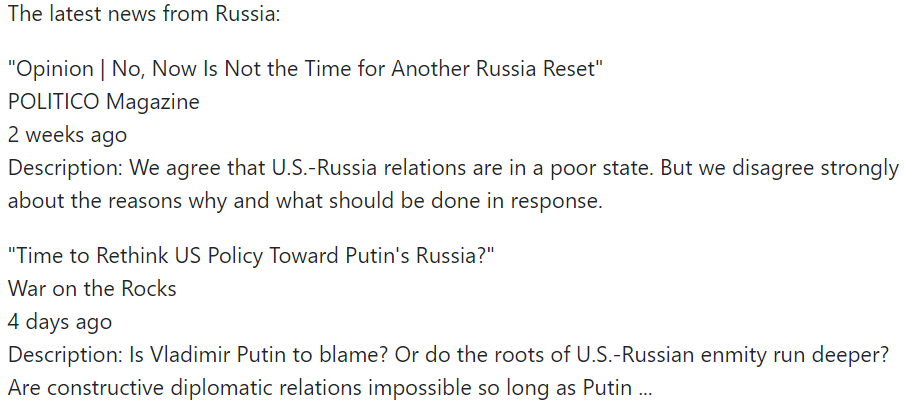 The latest news from Russia:
"Opinion | No, Now Is Not the Time for Another Russia Reset"
POLITICO Magazine
2 weeks ago
Description: We agree that U.S.-Russia relations are in a poor state. But we disagree strongly
about the reasons why and what should be done in response.
"Time to Rethink US Policy Toward Putin's Russia?"
War on the Rocks
4 days ago
Description: Is Vladimir Putin to blame? Or do the roots of U.S.-Russian enmity run deeper?
Are constructive diplomatic relations impossible so long as Putin ...